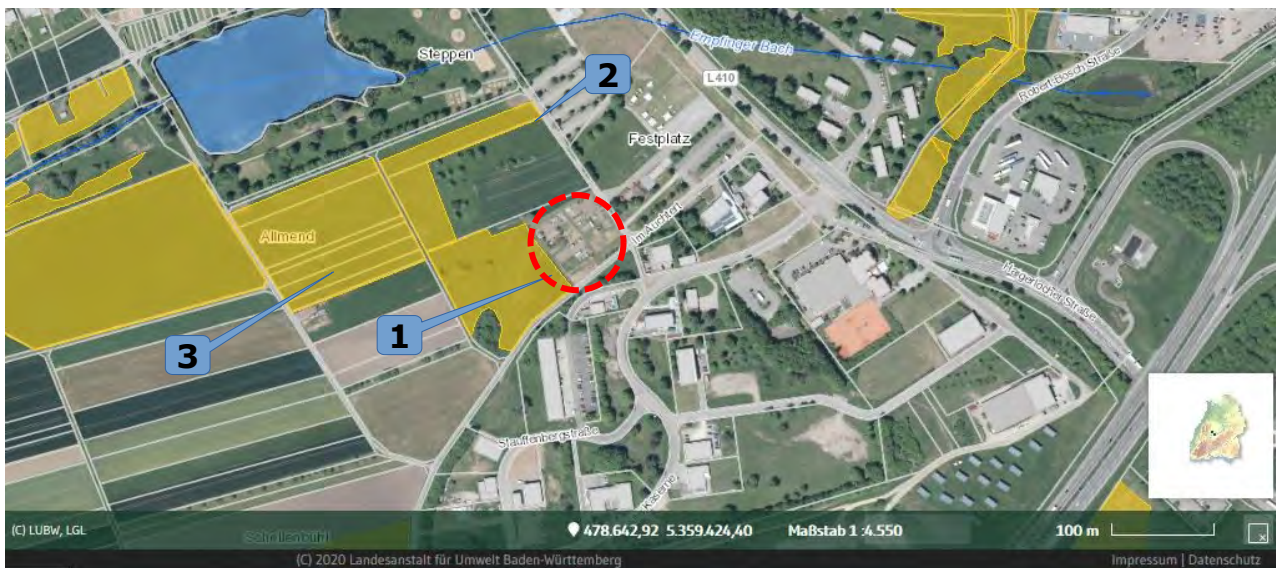 Steppen
Empfinger Bach
L410
Robert-Bosch-Straße
2
Festplatz
Im Auchtert
Allmend
1
3
Haigerlocher Straße
Stauffenbergstraße
Kaserne
Schellenbühl
(C) LUBW, LGL
478.642,92 5.359.424,40
Maßstab 1 :4.550
100 m
(C) 2020 Landesanstalt für Umwelt Baden-Württemberg
Impressum | Datenschutz